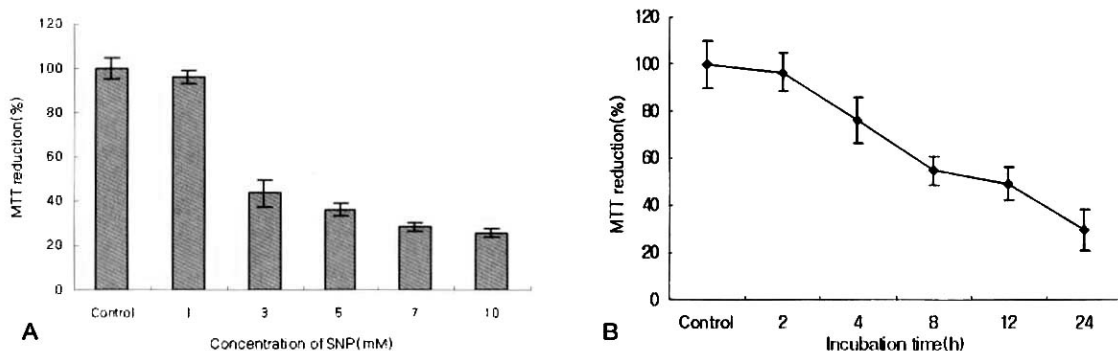 120
100
80
60
40
20
0
MTT reduction(%)
Control 1 3 5 7 10
Concentration of SNP(mM)
A
B
120
100
80
60
40
20
0
MTT reduction(%)
Control 2 4 8 12 24
Incubation time(h)